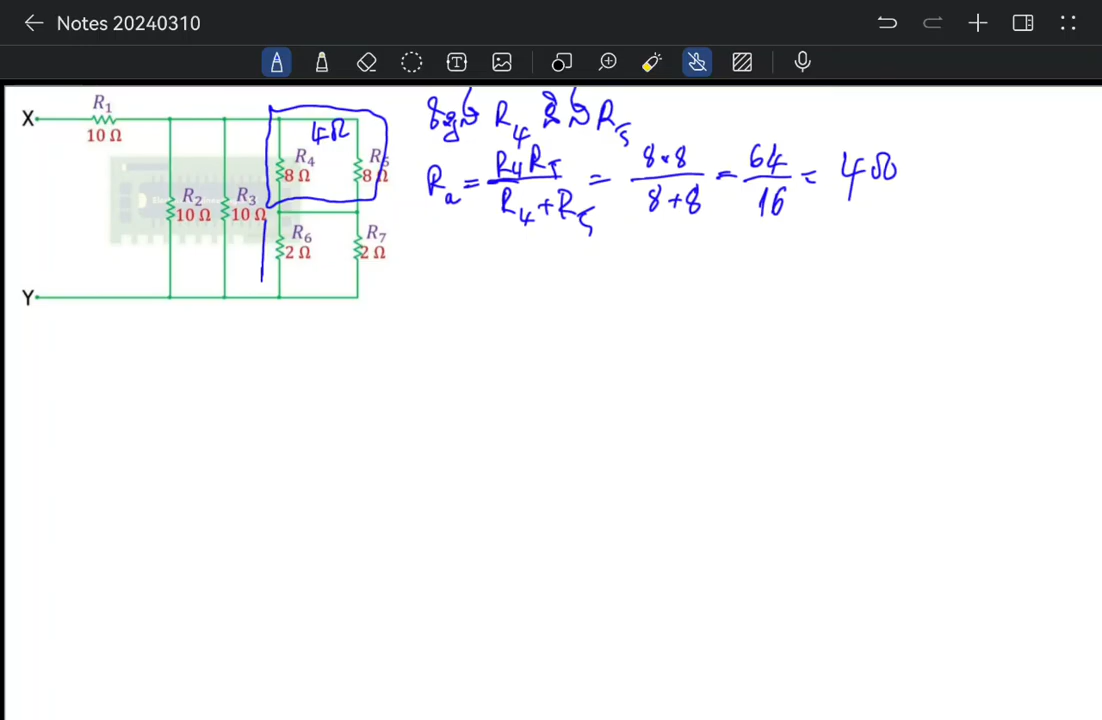 Notes 20240310
X
R₁
10 Ω
R₂
10 Ω
R₃
10 Ω
4Ω
R₄
8 Ω
R₅
8 Ω
R₆
2 Ω
R₇
2 Ω
Y
R₄ R₅
Rₐ = R₄R₅ / R₄+R₅ = 8×8 / 8+8 = 64 / 16 = 4Ω